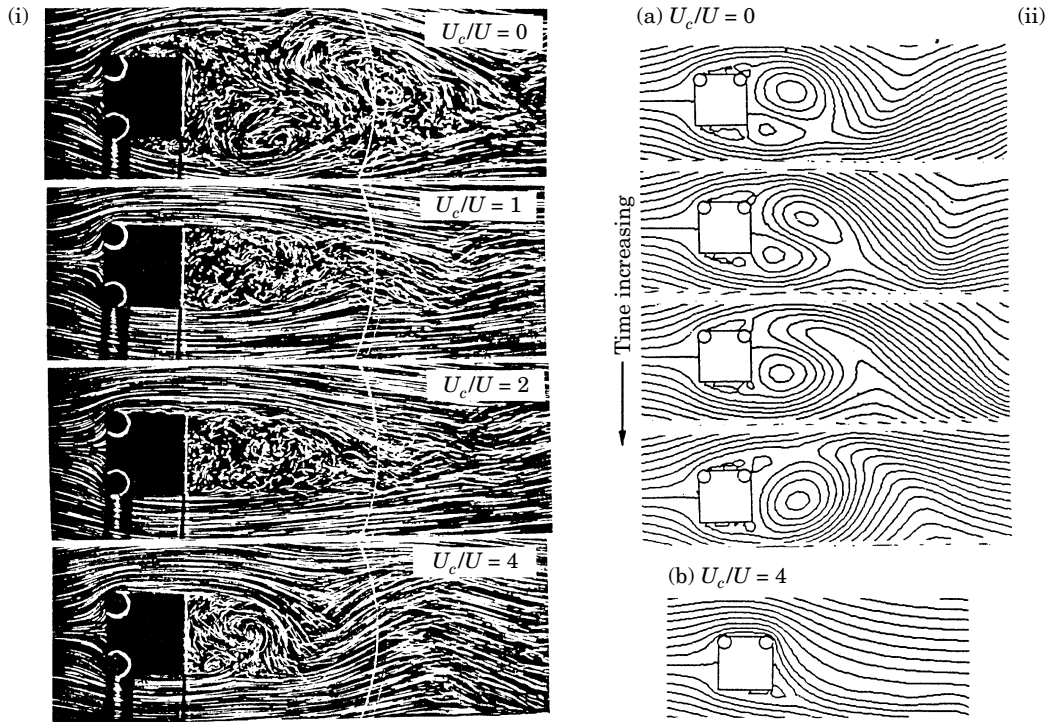 (i)
U_c/U = 0
U_c/U = 1
U_c/U = 2
U_c/U = 4
(a) U_c/U = 0
(ii)
Time increasing
(b) U_c/U = 4